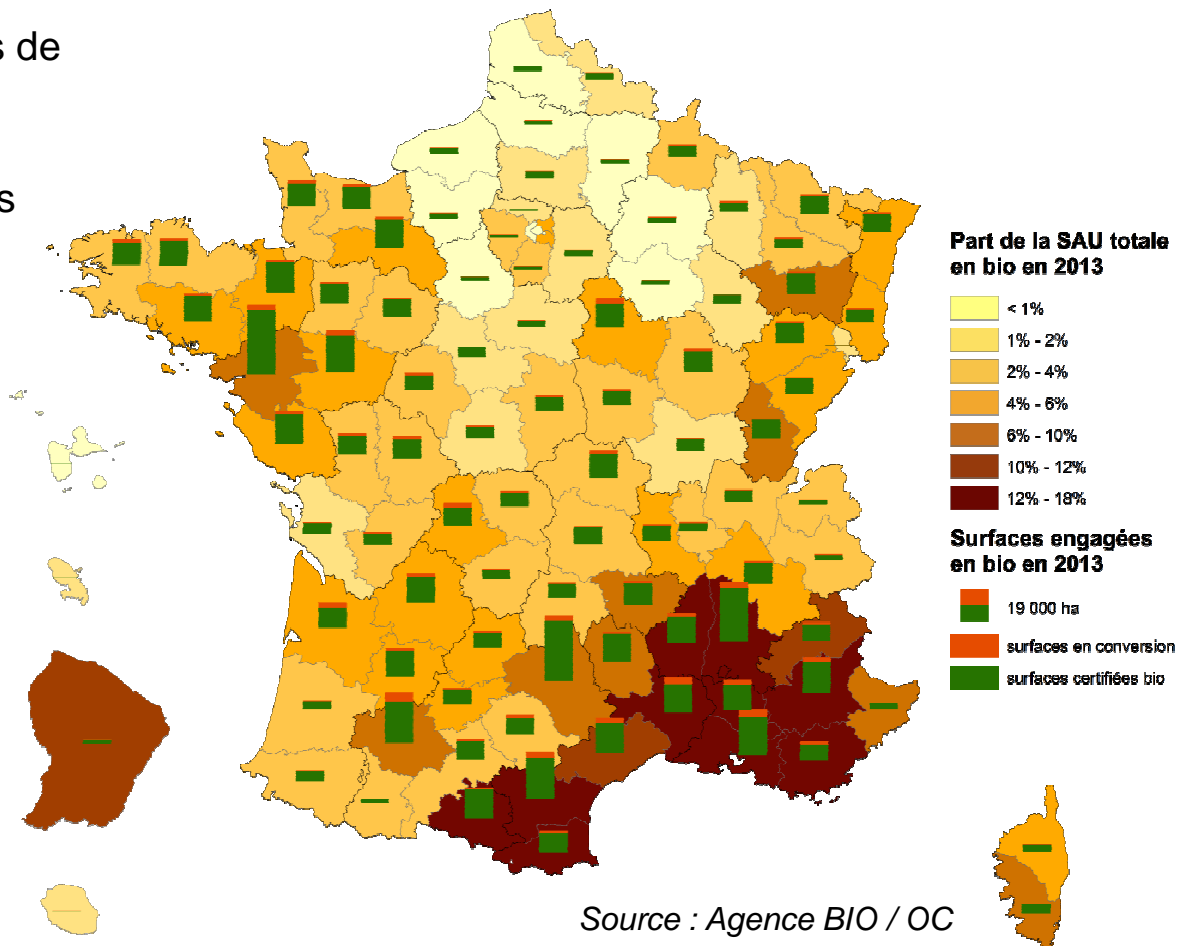 s de
s
Part de la SAU totale
en bio en 2013
< 1%
1% - 2%
2% - 4%
4% - 6%
6% - 10%
10% - 12%
12% - 18%
Surfaces engagées
en bio en 2013
19 000 ha
surfaces en conversion
surfaces certifiées bio
Source : Agence BIO / OC